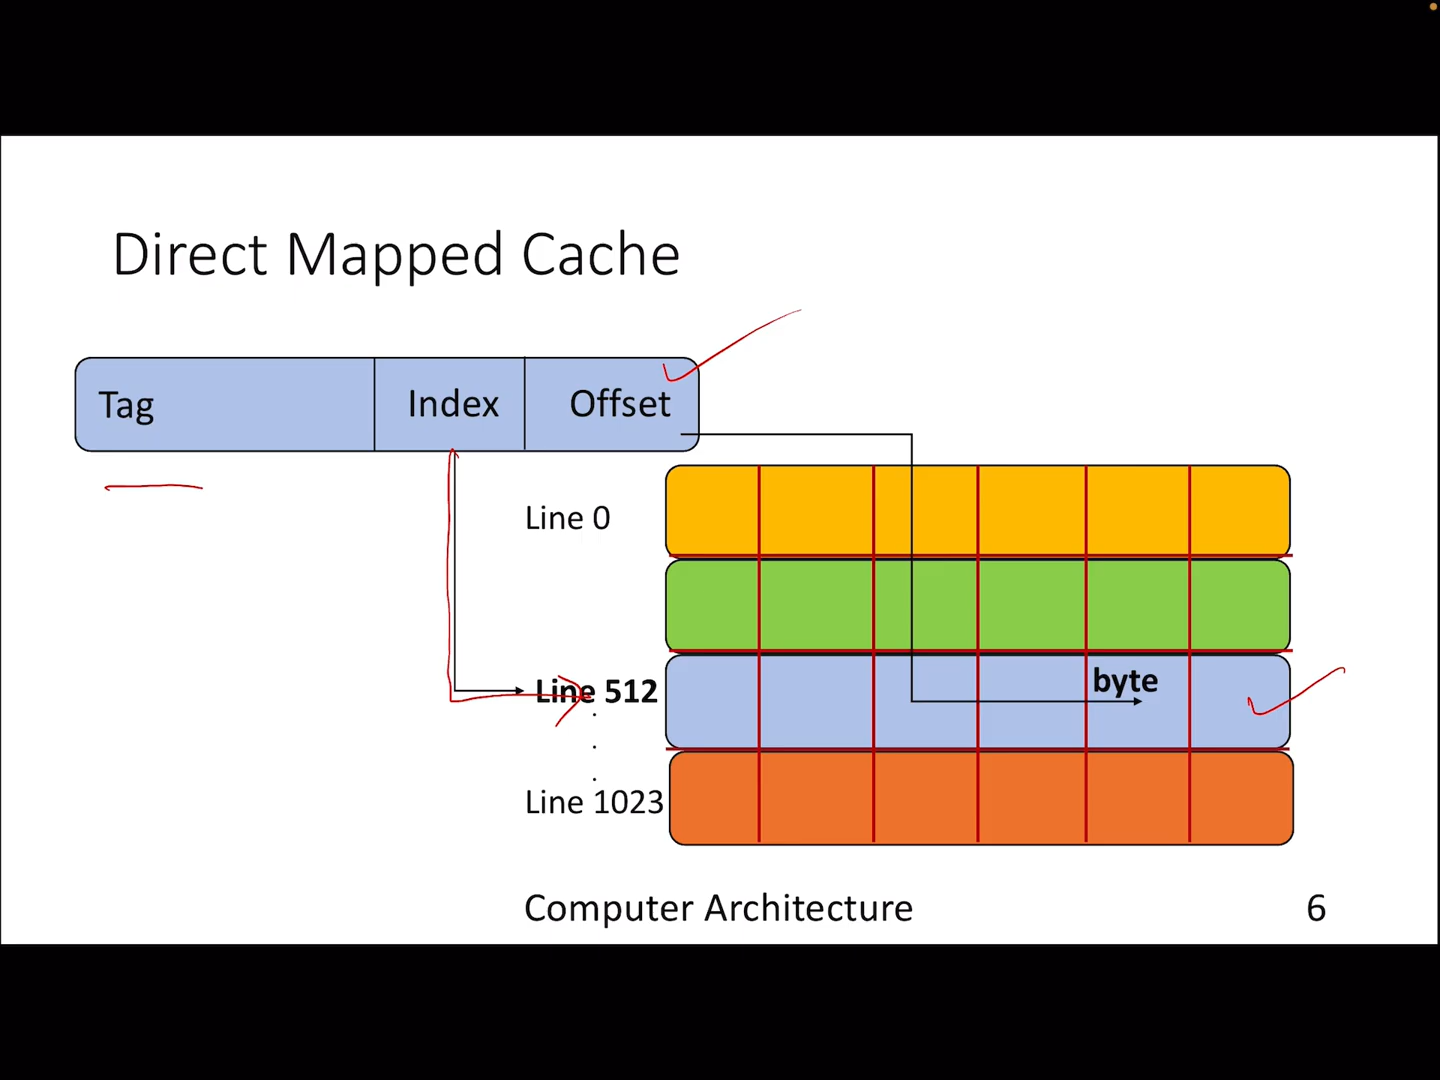 Direct Mapped Cache
Tag Index Offset
Line 0
byte
Line 512
.
.
.
Line 1023
Computer Architecture
6